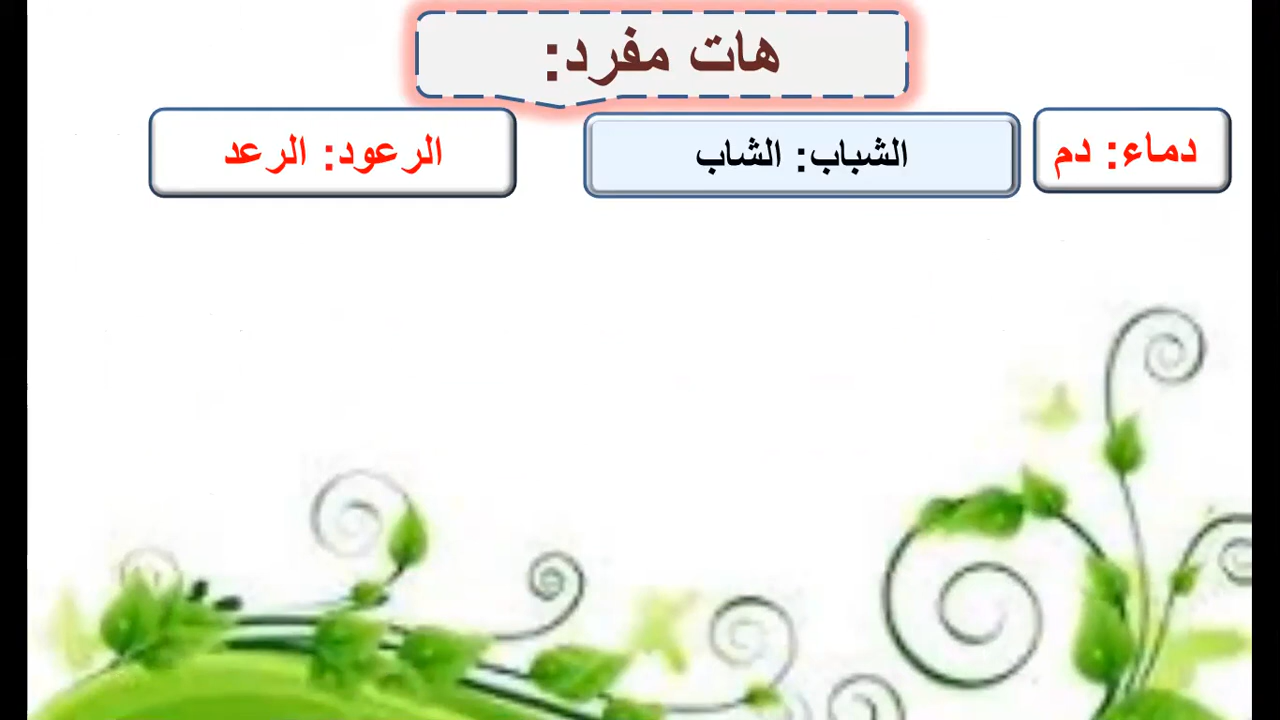 هات مفرد:
دماء: دم
الشباب: الشاب
الرعود: الرعد